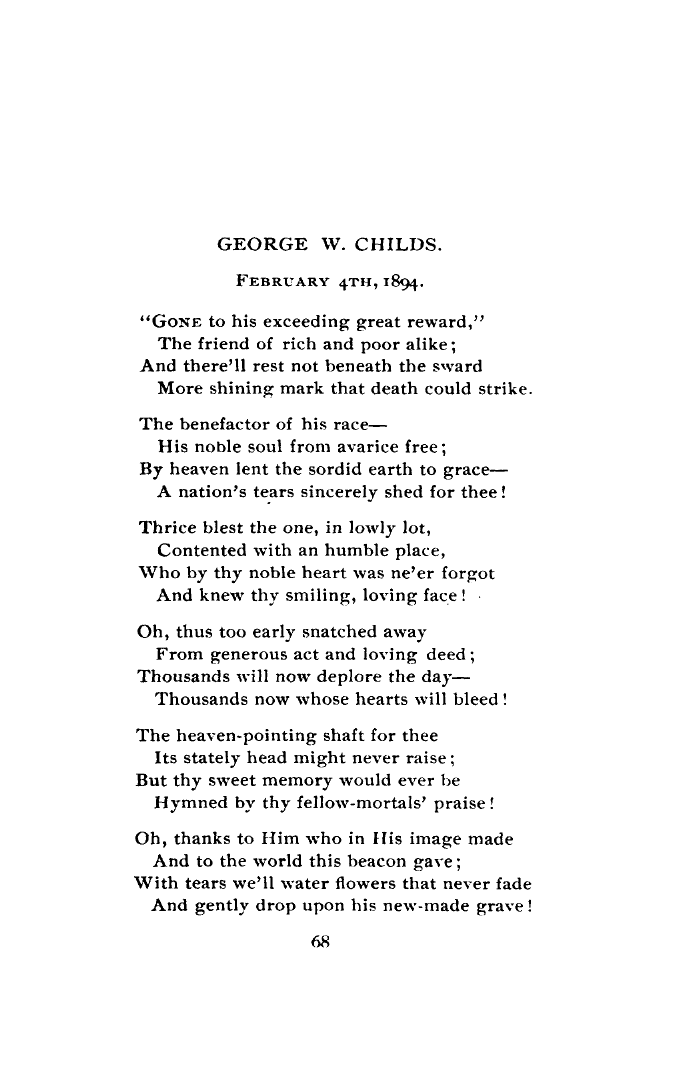 GEORGE W. CHILDS.
FEBRUARY 4TH, 1894.
“GONE to his exceeding great reward,”
The friend of rich and poor alike;
And there’ll rest not beneath the sward
More shining mark that death could strike.
The benefactor of his race—
His noble soul from avarice free;
By heaven lent the sordid earth to grace—
A nation’s tears sincerely shed for thee!
Thrice blest the one, in lowly lot,
Contented with an humble place,
Who by thy noble heart was ne’er forgot
And knew thy smiling, loving face!
Oh, thus too early snatched away
From generous act and loving deed;
Thousands will now deplore the day—
Thousands now whose hearts will bleed!
The heaven-pointing shaft for thee
Its stately head might never raise;
But thy sweet memory would ever be
Hymned by thy fellow-mortals’ praise!
Oh, thanks to Him who in His image made
And to the world this beacon gave;
With tears we’ll water flowers that never fade
And gently drop upon his new-made grave!
68